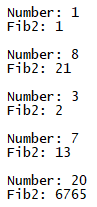 Number: 1
Fib2: 1
Number: 8
Fib2: 21
Number: 3
Fib2: 2
Number: 7
Fib2: 13
Number: 20
Fib2: 6765